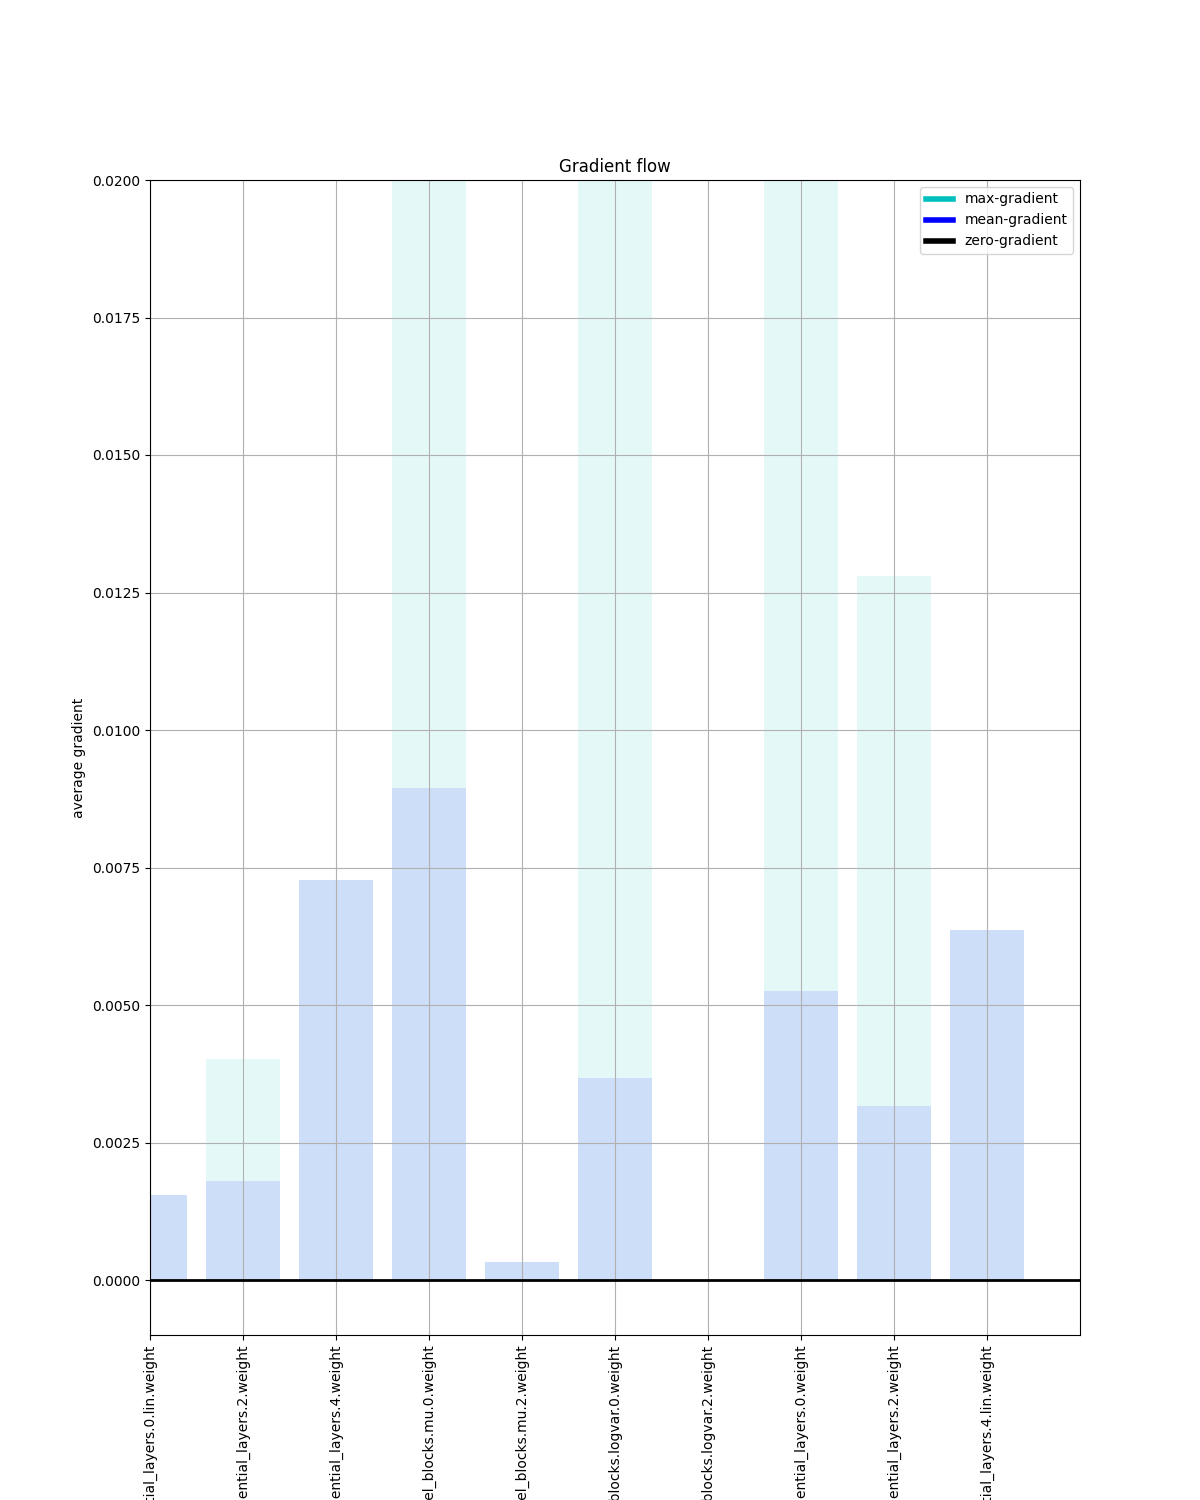 Gradient flow
max-gradient
mean-gradient
zero-gradient
0.0200
0.0175
0.0150
0.0125
0.0100
0.0075
0.0050
0.0025
0.0000
average gradient
tial_layers.0.lin.weight
ential_layers.2.weight
ential_layers.4.weight
el_blocks.mu.0.weight
el_blocks.mu.2.weight
blocks.logvar.0.weight
blocks.logvar.2.weight
ential_layers.0.weight
ential_layers.2.weight
tial_layers.4.lin.weight